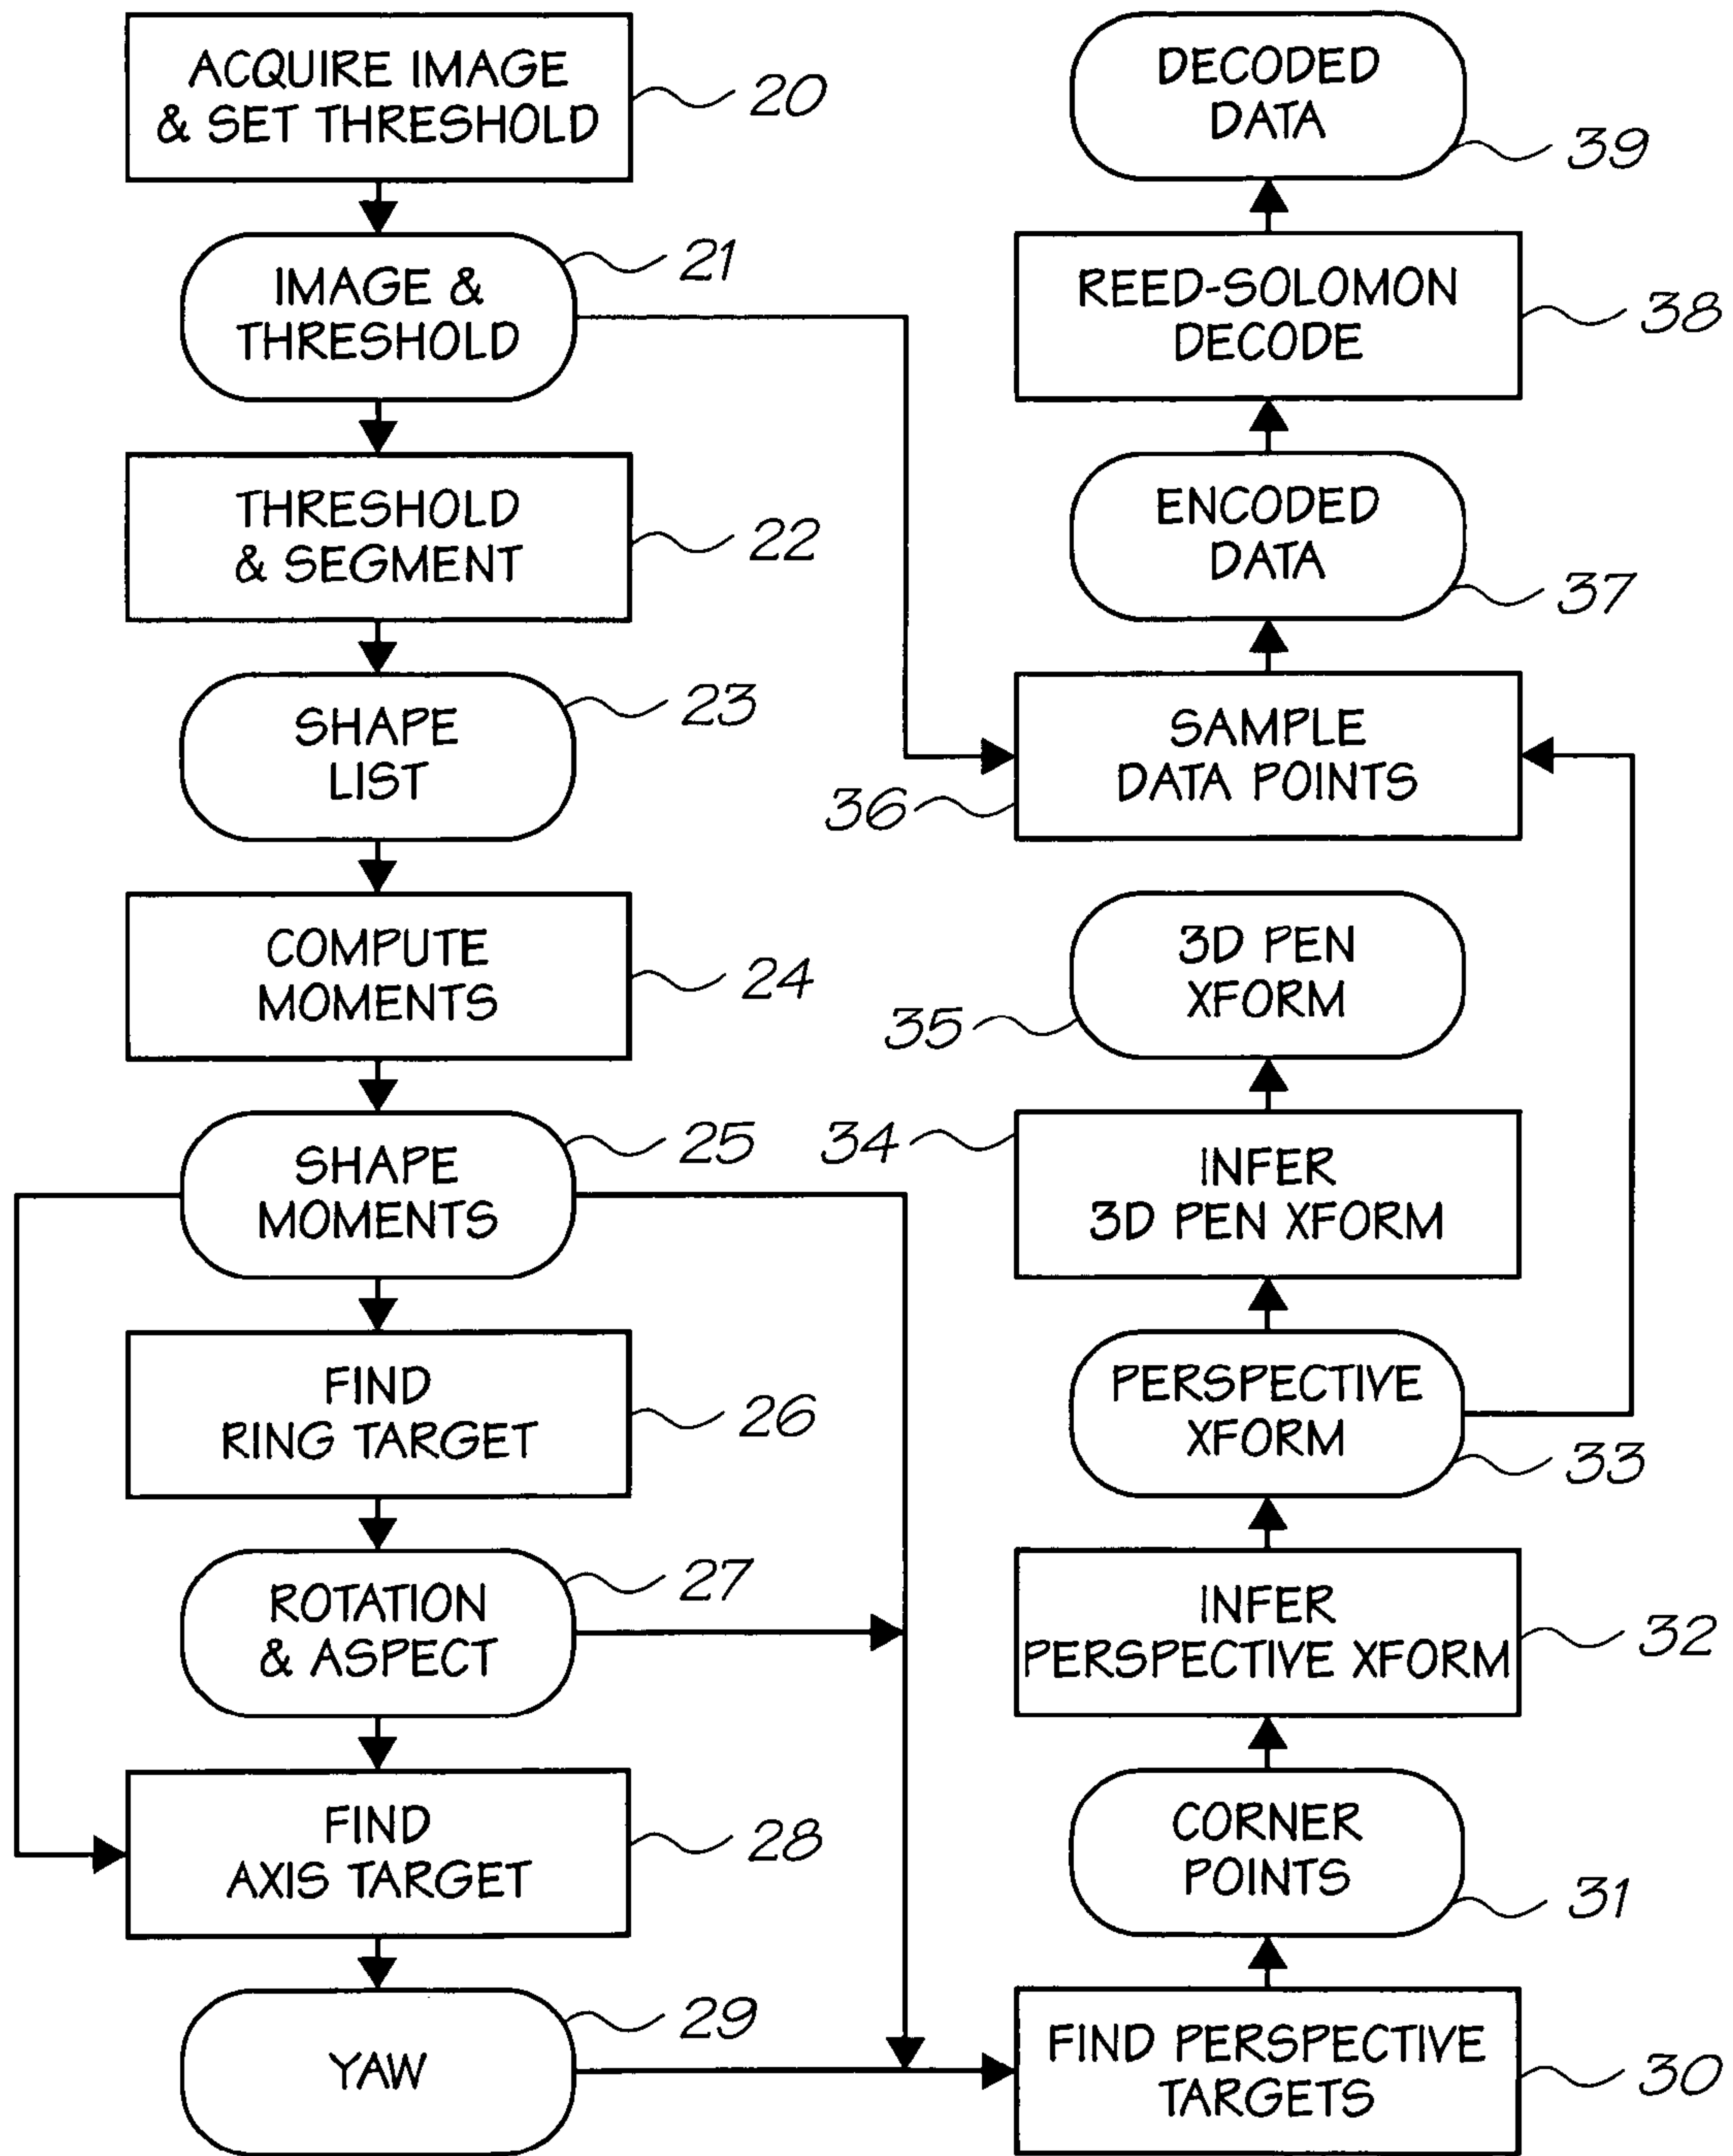 ACQUIRE IMAGE
& SET THRESHOLD
20
IMAGE &
THRESHOLD
21
THRESHOLD
& SEGMENT
22
SHAPE
LIST
23
COMPUTE
MOMENTS
24
SHAPE
MOMENTS
25
FIND
RING TARGET
26
ROTATION
& ASPECT
27
FIND
AXIS TARGET
28
YAW
29
FIND PERSPECTIVE
TARGETS
30
CORNER
POINTS
31
INFER
PERSPECTIVE XFORM
32
PERSPECTIVE
XFORM
33
INFER
3D PEN XFORM
34
3D PEN
XFORM
35
SAMPLE
DATA POINTS
36
ENCODED
DATA
37
REED-SOLOMON
DECODE
38
DECODED
DATA
39